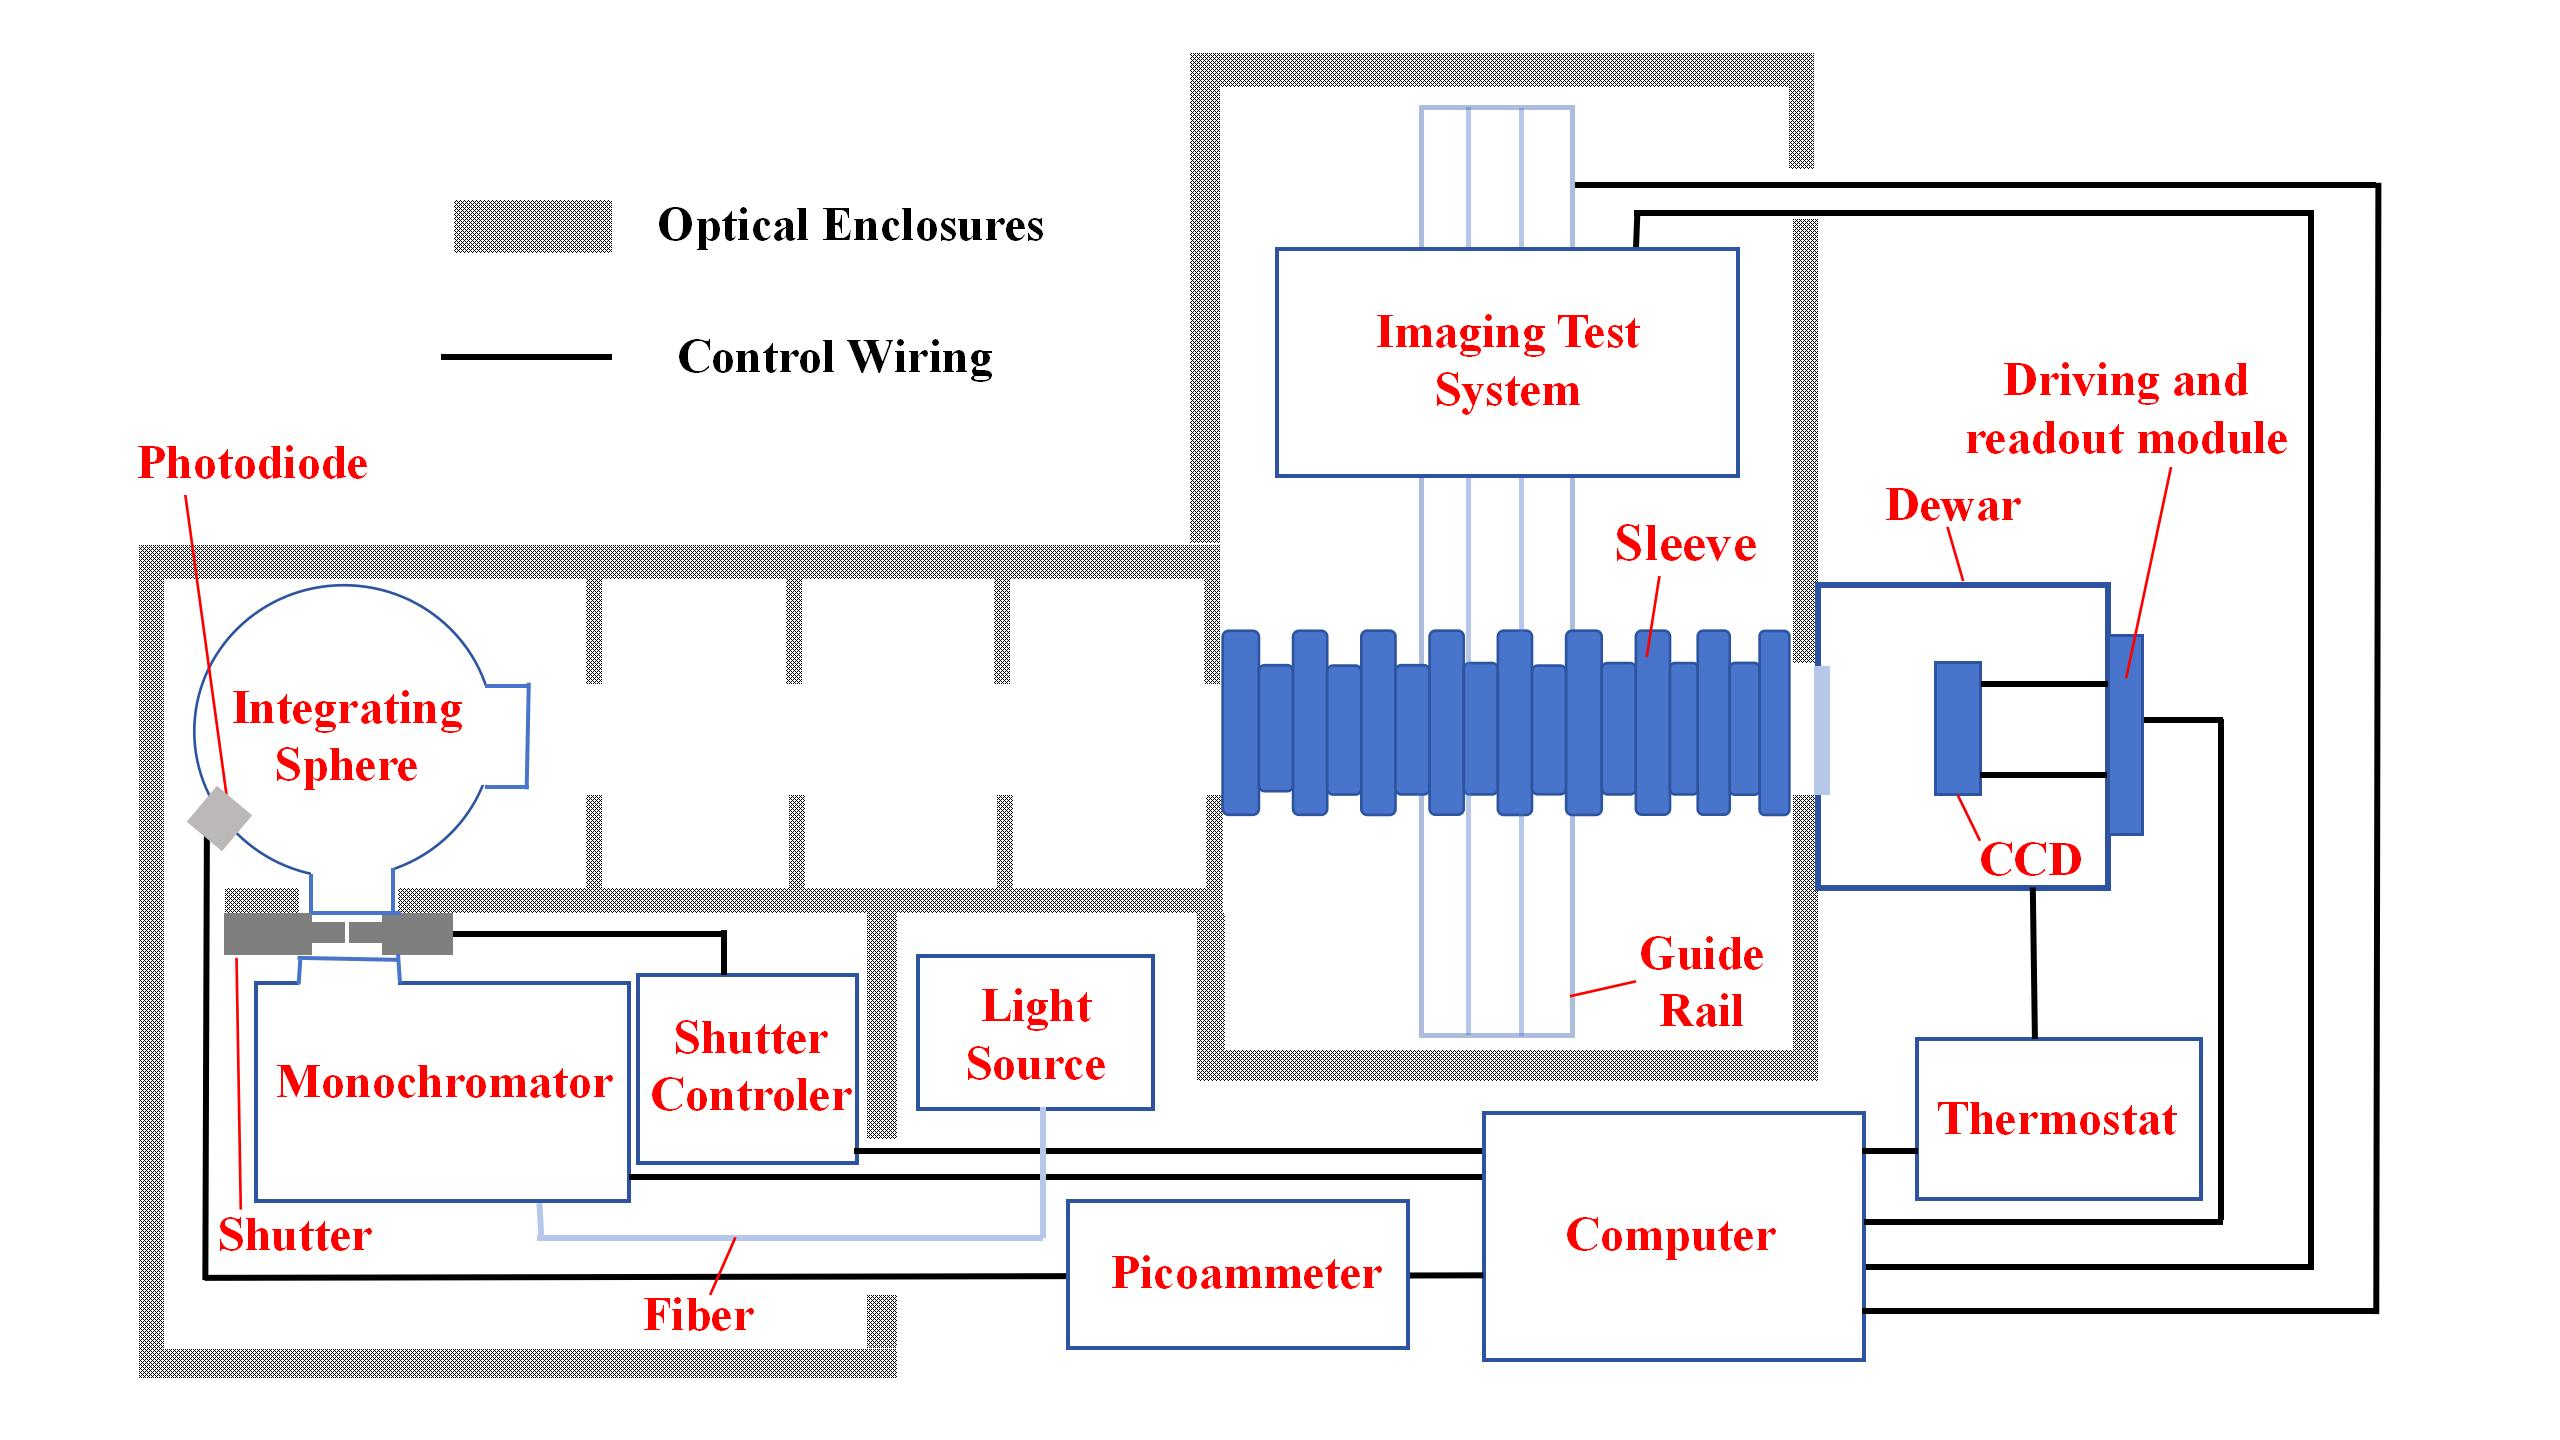 Optical Enclosures
Control Wiring
Photodiode
Imaging Test
System
Driving and
readout module
Dewar
Sleeve
Integrating
Sphere
CCD
Guide
Rail
Light
Source
Shutter
Controler
Monochromator
Thermostat
Shutter
Computer
Picoammeter
Fiber